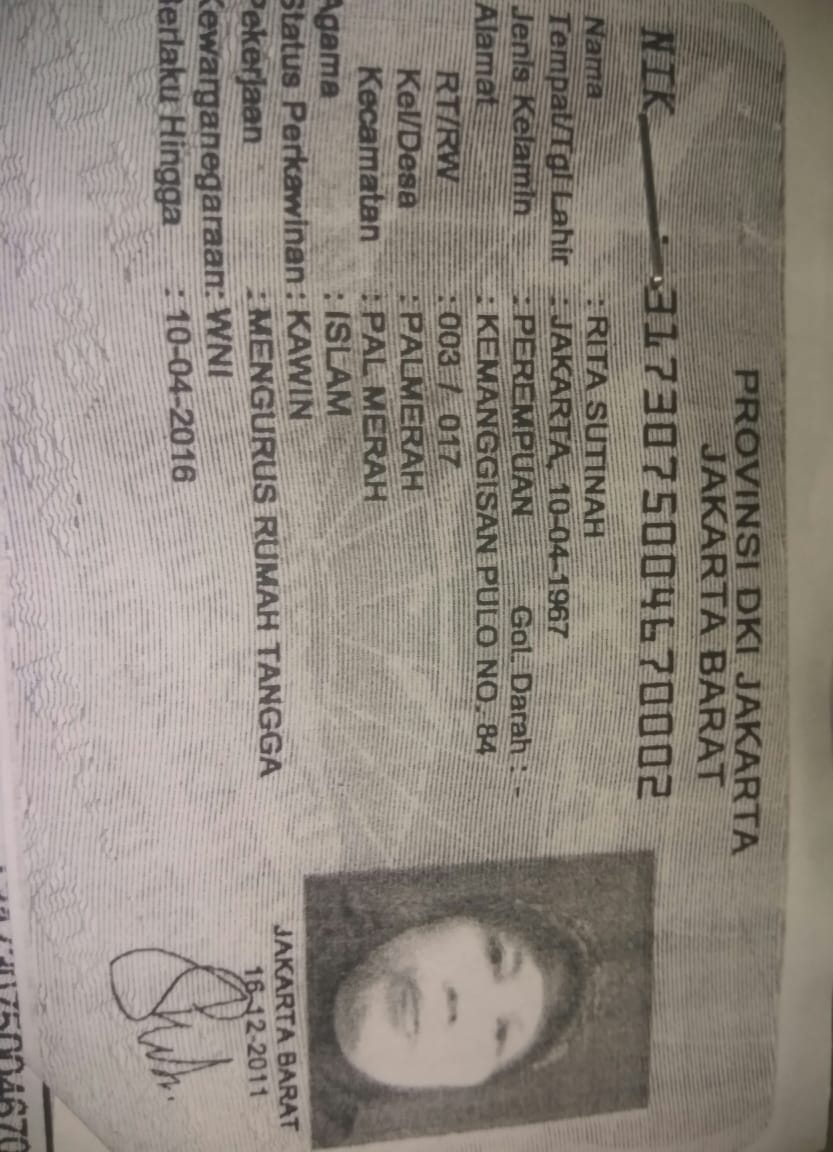 PROVINSI DKI JAKARTA
JAKARTA BARAT
NIK : 3173075004670002
Nama : RITA SUTINAH
Tempat/Tgl Lahir : JAKARTA, 10-04-1967
Jenis Kelamin : PEREMPUAN Gol. Darah : -
Alamat : KEMANGGISAN PULO NO. 84
RT/RW : 003 / 017
Kel/Desa : PALMERAH
Kecamatan : PAL MERAH
Agama : ISLAM
Status Perkawinan : KAWIN
Pekerjaan : MENGURUS RUMAH TANGGA
Kewarganegaraan: WNI
Berlaku Hingga : 10-04-2016
JAKARTA BARAT
16-12-2011